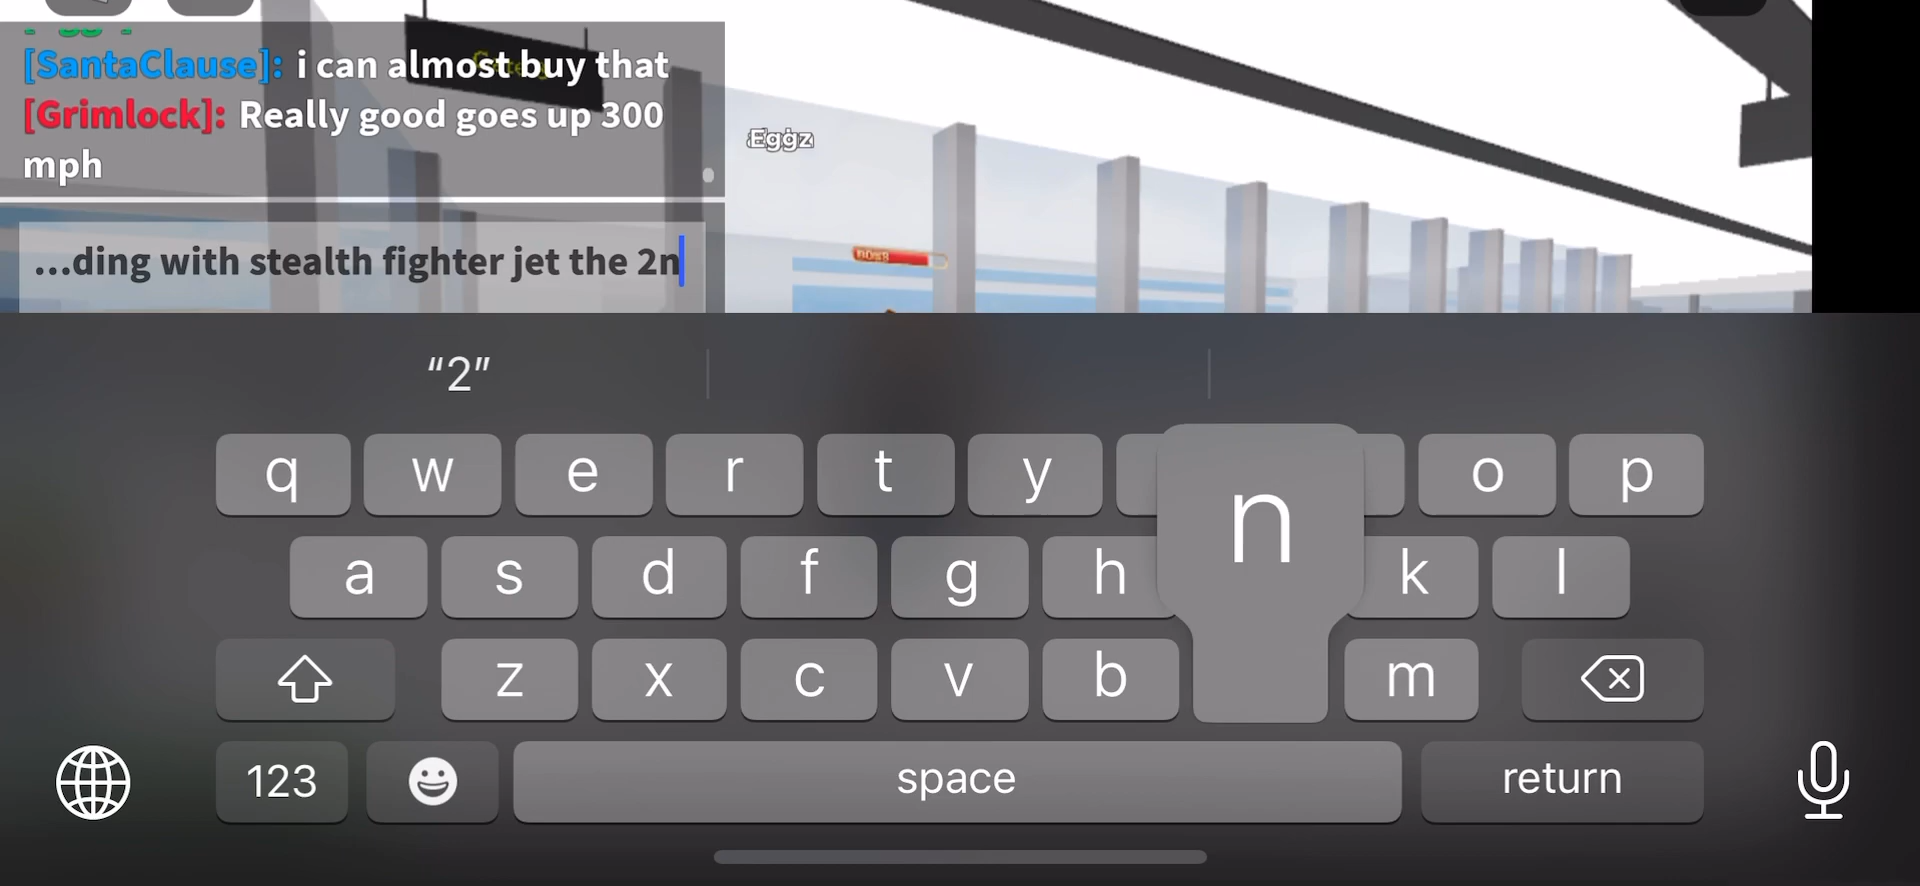 [SantaClause]: i can almost buy that
[Grimlock]: Really good goes up 300
mph
Eggz
...ding with stealth fighter jet the 2n
“2”
q w e r t y o p
a s d f g h k l
n
z x c v b m
123 space return